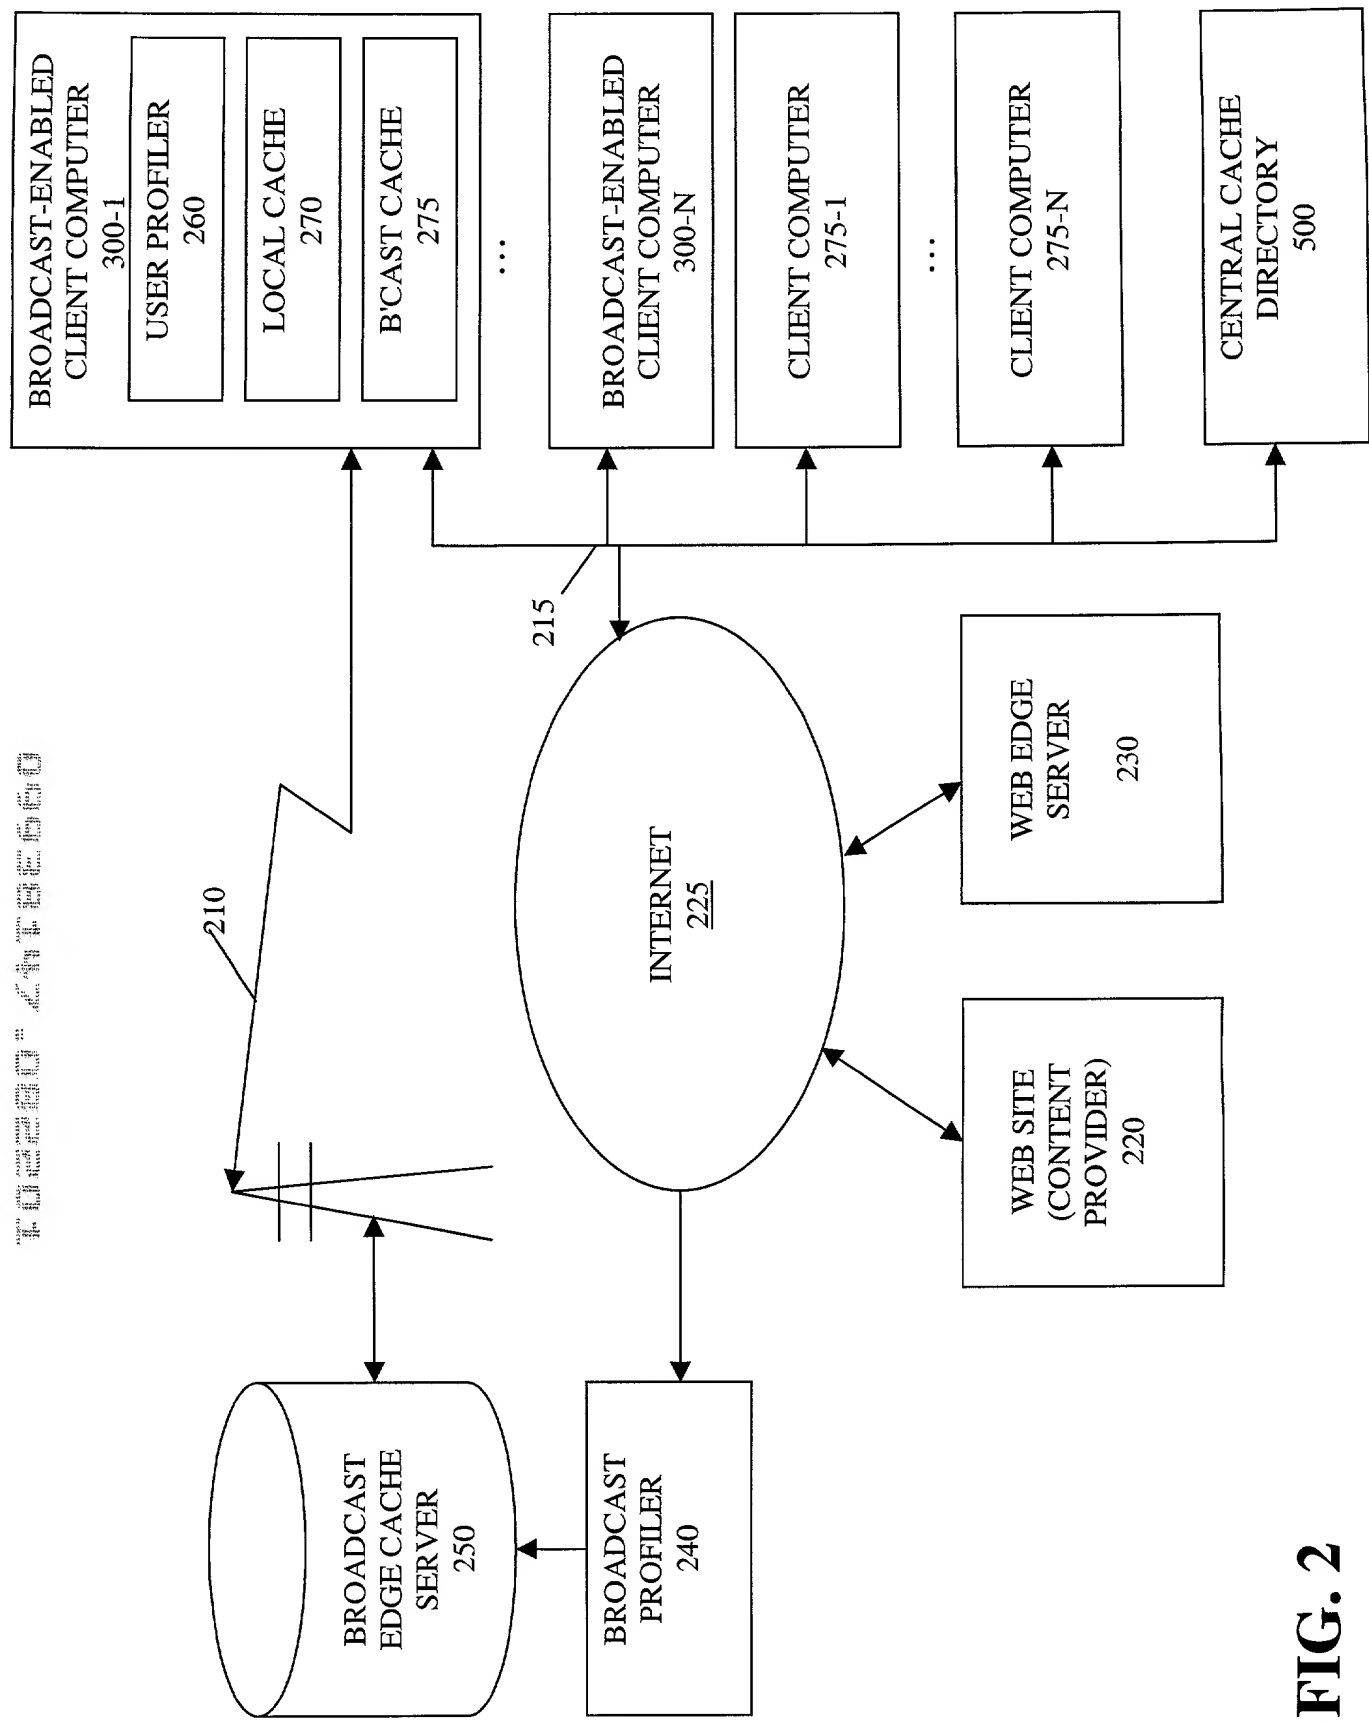 BROADCAST-ENABLED
CLIENT COMPUTER
300-1
USER PROFILER
260
LOCAL CACHE
270
B'CAST CACHE
275
...
BROADCAST-ENABLED
CLIENT COMPUTER
300-N
CLIENT COMPUTER
275-1
...
CLIENT COMPUTER
275-N
CENTRAL CACHE
DIRECTORY
500
210
215
INTERNET
225
WEB EDGE
SERVER
230
WEB SITE
(CONTENT
PROVIDER)
220
BROADCAST
EDGE CACHE
SERVER
250
BROADCAST
PROFILER
240
FIG. 2